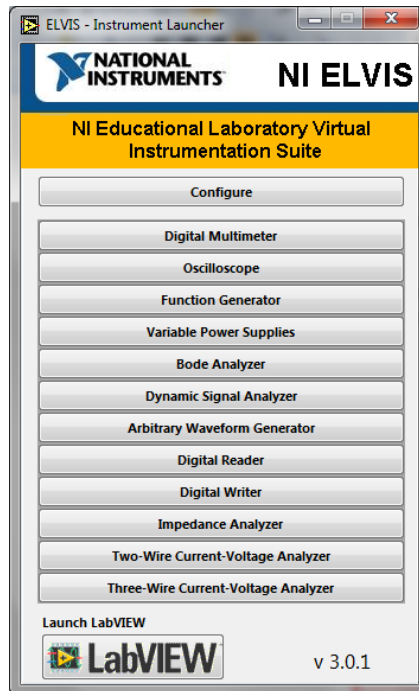 ELVIS - Instrument Launcher
NATIONAL
INSTRUMENTS
NI ELVIS
NI Educational Laboratory Virtual
Instrumentation Suite
Configure
Digital Multimeter
Oscilloscope
Function Generator
Variable Power Supplies
Bode Analyzer
Dynamic Signal Analyzer
Arbitrary Waveform Generator
Digital Reader
Digital Writer
Impedance Analyzer
Two-Wire Current-Voltage Analyzer
Three-Wire Current-Voltage Analyzer
Launch LabVIEW
LabVIEW
v 3.0.1